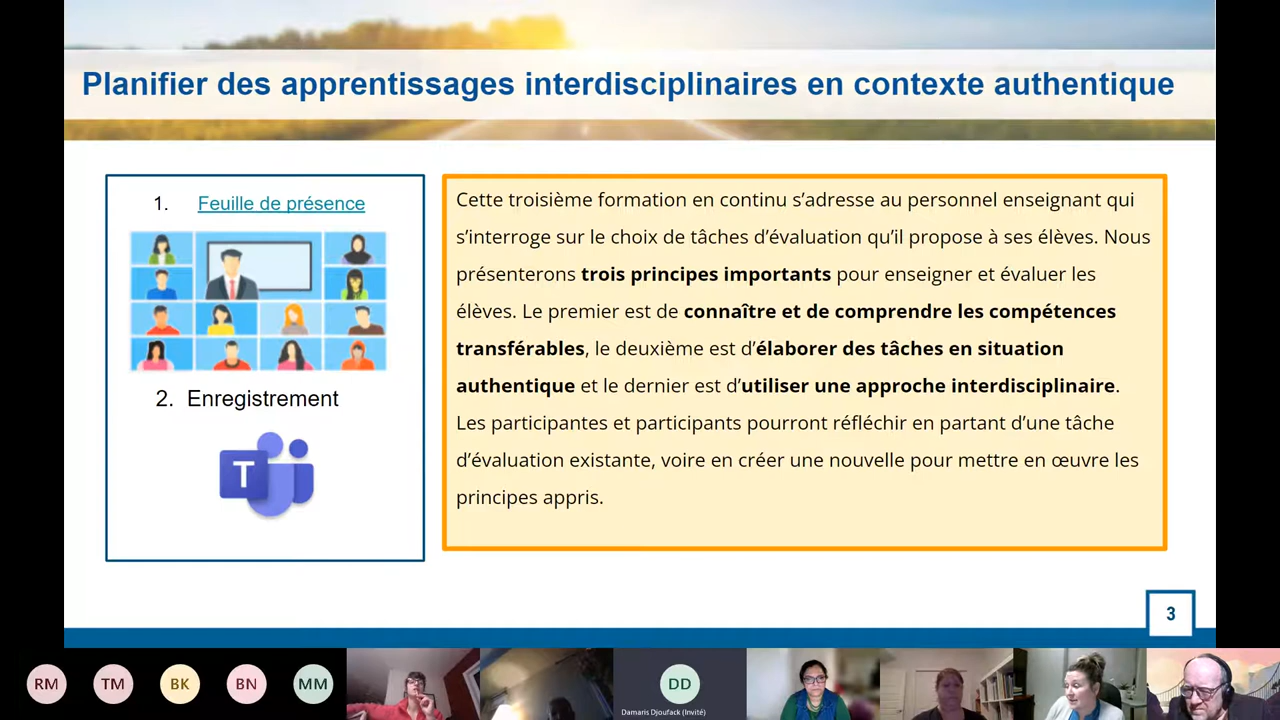 Planifier des apprentissages interdisciplinaires en contexte authentique
1. Feuille de présence
2. Enregistrement
T
Cette troisième formation en continu s’adresse au personnel enseignant qui
s’interroge sur le choix de tâches d’évaluation qu’il propose à ses élèves. Nous
présenterons trois principes importants pour enseigner et évaluer les
élèves. Le premier est de connaître et de comprendre les compétences
transférables, le deuxième est d’élaborer des tâches en situation
authentique et le dernier est d’utiliser une approche interdisciplinaire.
Les participantes et participants pourront réfléchir en partant d’une tâche
d’évaluation existante, voire en créer une nouvelle pour mettre en œuvre les
principes appris.
3
RM
TM
BK
BN
MM
DD
Damaris Djoufack (Invité)